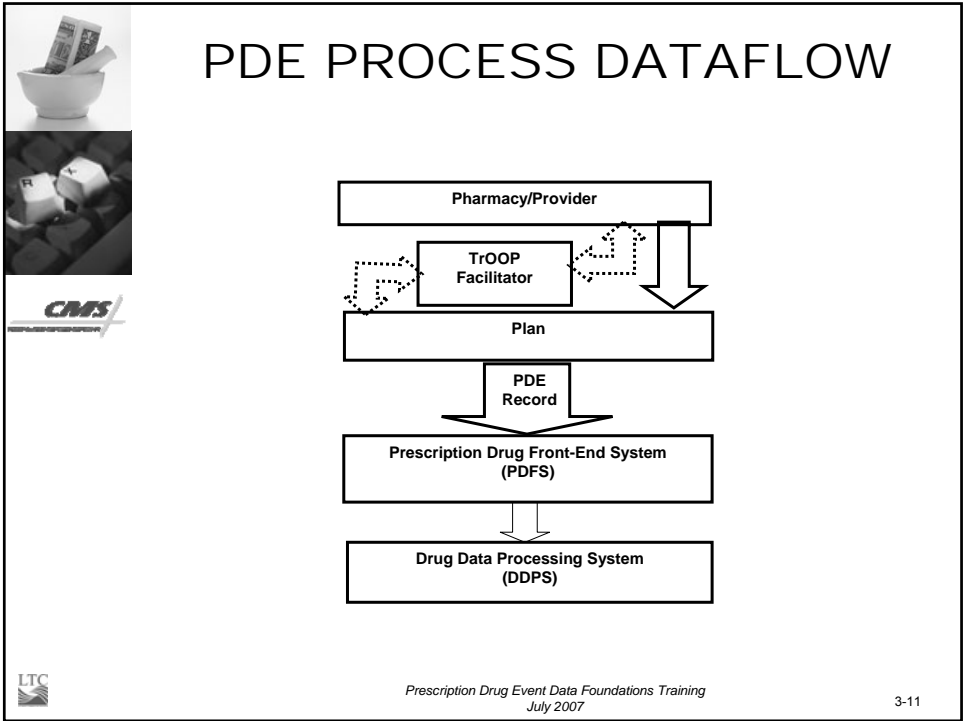 PDE PROCESS DATAFLOW
R
X
CMS
Pharmacy/Provider
TrOOP
Facilitator
Plan
PDE
Record
Prescription Drug Front-End System
(PDFS)
Drug Data Processing System
(DDPS)
LTC
Prescription Drug Event Data Foundations Training
July 2007
3-11